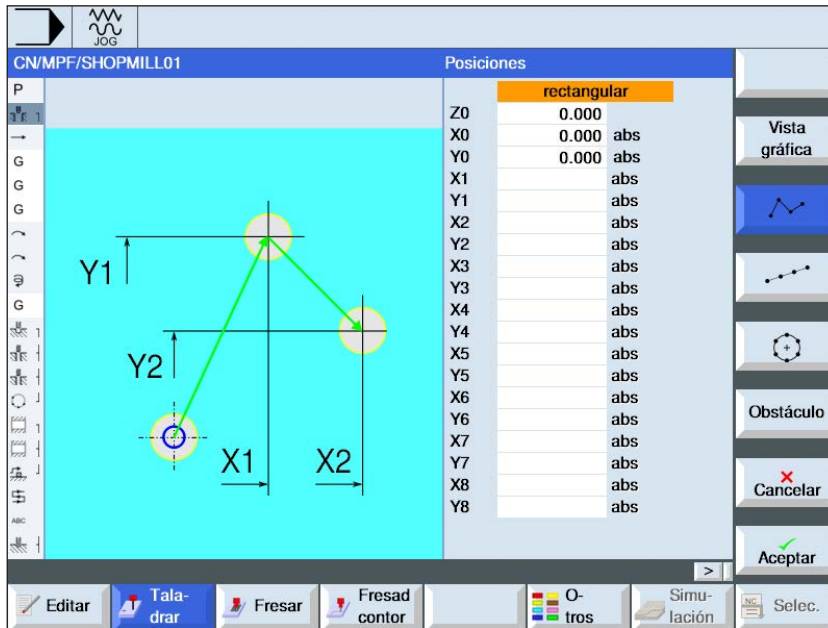 JOG
CN/MPF/SHOPMILL01
Posiciones
P
G
G
G
G
ABC
Y1
Y2
X1
X2
rectangular
Z0 0.000
X0 0.000 abs
Y0 0.000 abs
X1 abs
Y1 abs
X2 abs
Y2 abs
X3 abs
Y3 abs
X4 abs
Y4 abs
X5 abs
Y5 abs
X6 abs
Y6 abs
X7 abs
Y7 abs
X8 abs
Y8 abs
Vista
gráfica
Obstáculo
Cancelar
Aceptar
>
Editar
Tala-
drar
Fresar
Fresad
contor
O-
tros
Simu-
lación
NC
Selec.